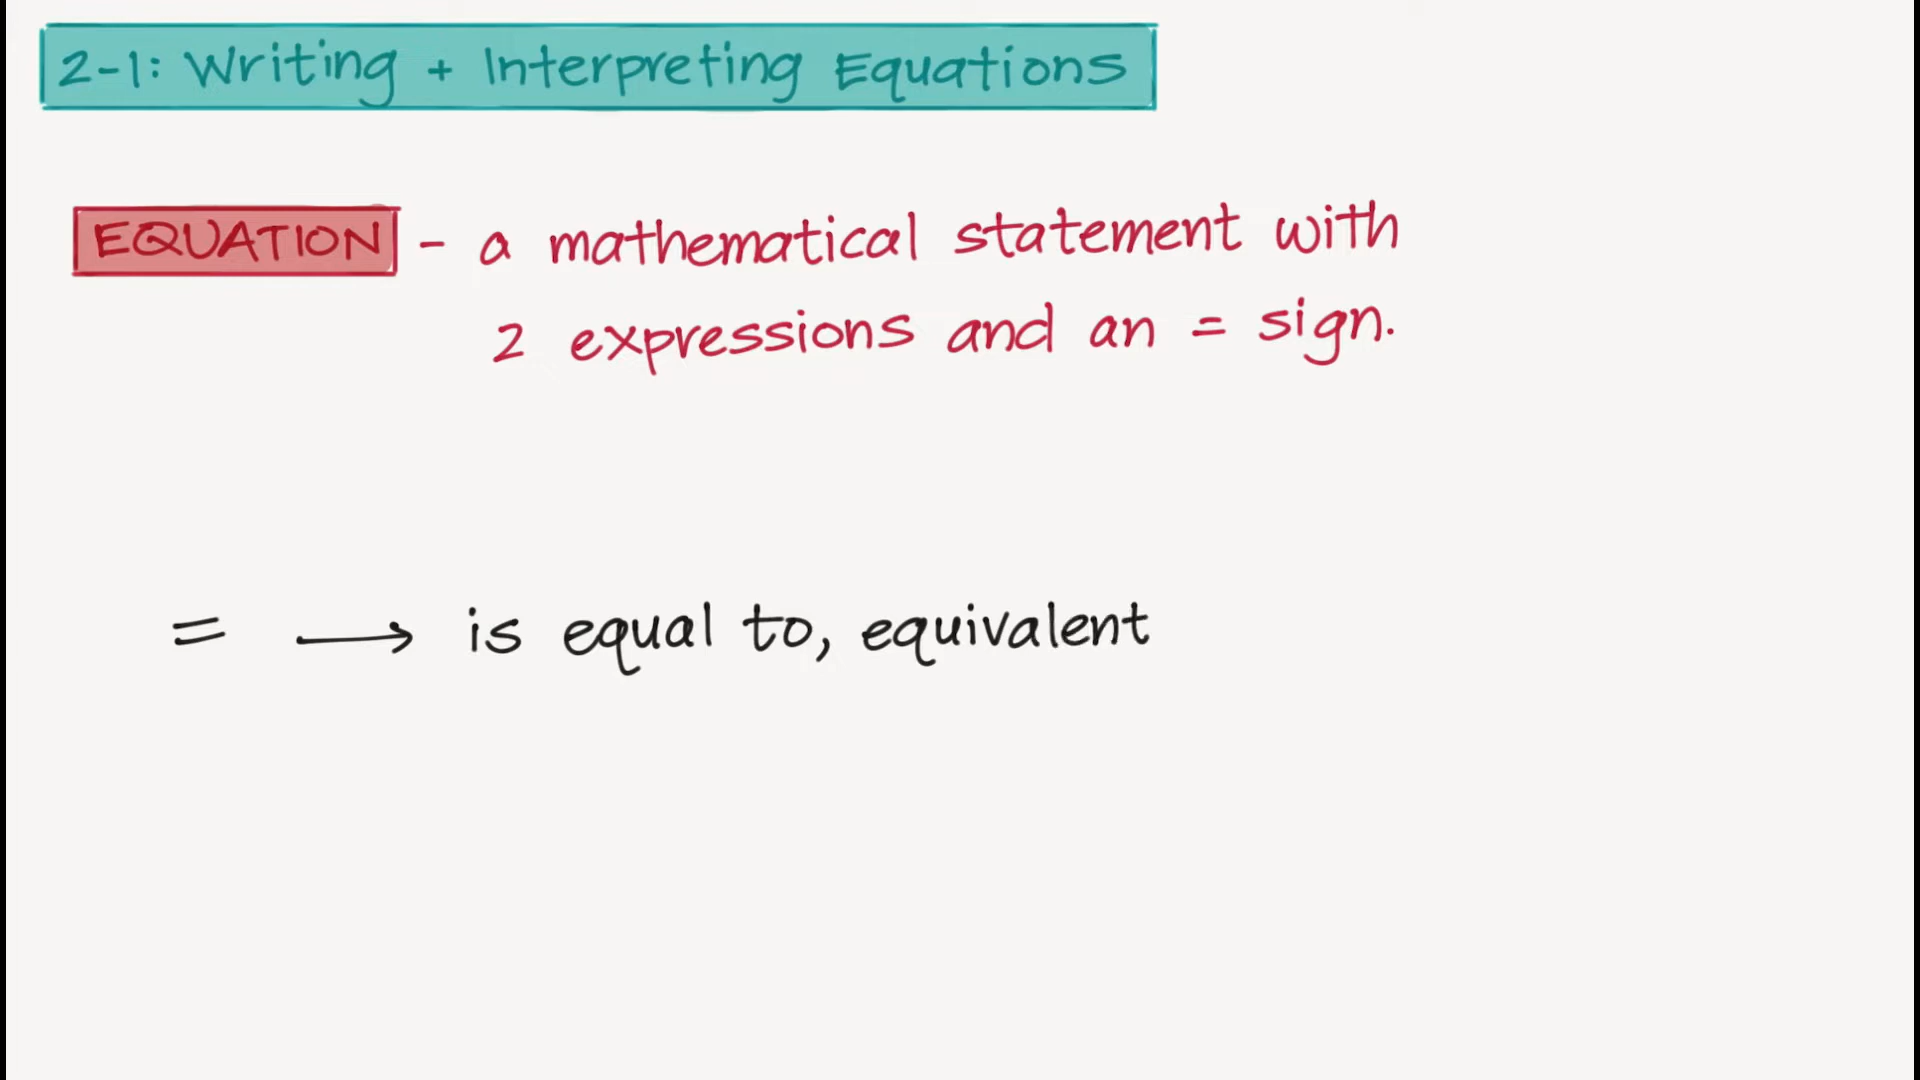 2-1: Writing + Interpreting Equations
EQUATION - a mathematical statement with
2 expressions and an = sign.
= → is equal to, equivalent